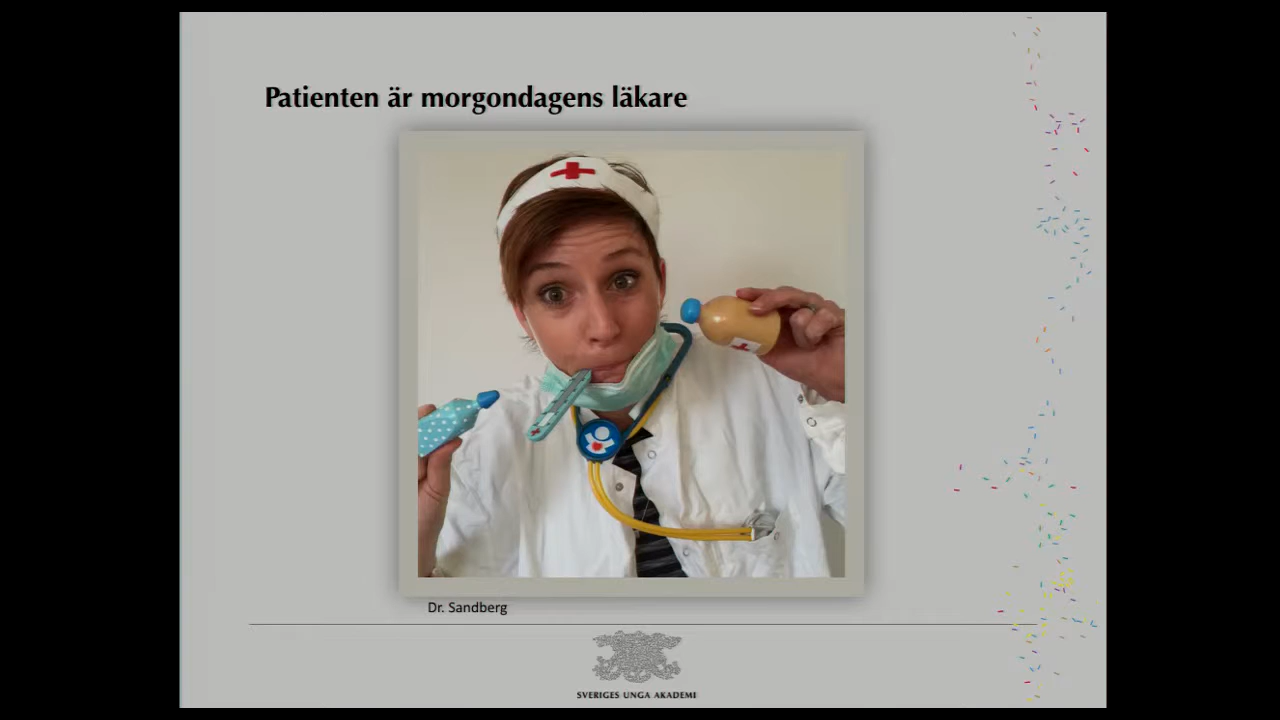 Patienten är morgondagens läkare
Dr. Sandberg
SVERIGES UNGA AKADEMI